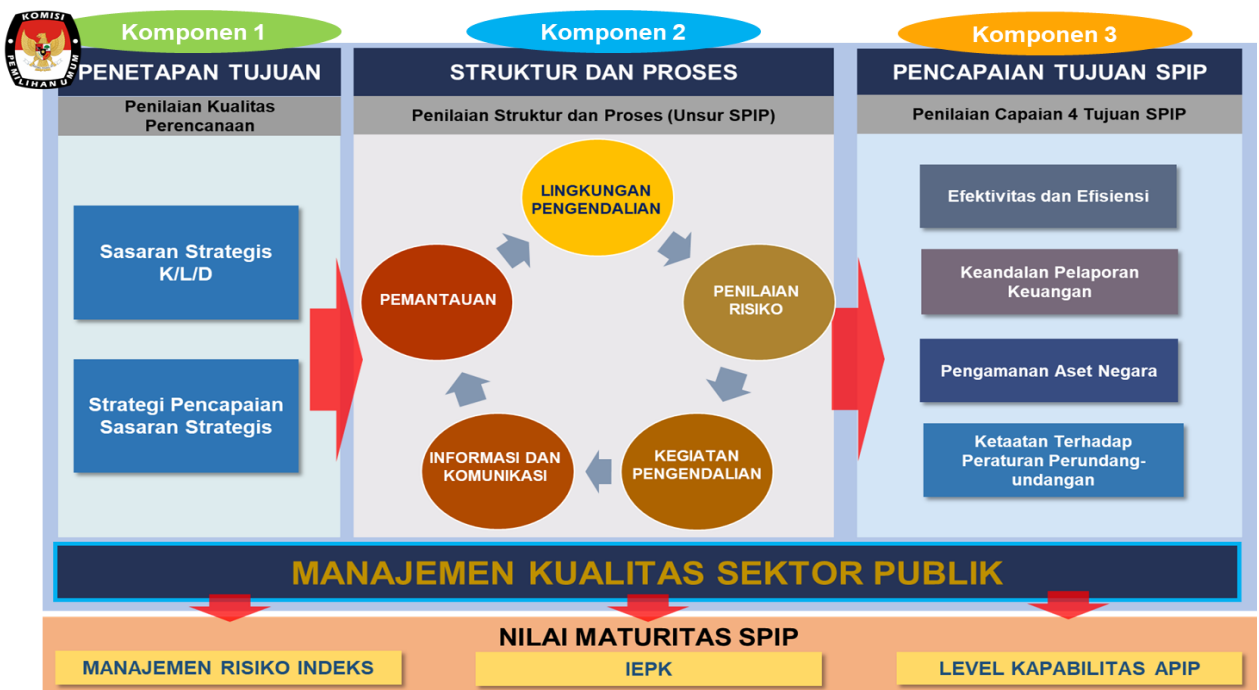 KOMISI
PEMILIHAN UMUM
Komponen 1
Komponen 2
Komponen 3
PENETAPAN TUJUAN
Penilaian Kualitas
Perencanaan
Sasaran Strategis
K/L/D
Strategi Pencapaian
Sasaran Strategis
STRUKTUR DAN PROSES
Penilaian Struktur dan Proses (Unsur SPIP)
LINGKUNGAN
PENGENDALIAN
PENILAIAN
RISIKO
KEGIATAN
PENGENDALIAN
INFORMASI DAN
KOMUNIKASI
PEMANTAUAN
PENCAPAIAN TUJUAN SPIP
Penilaian Capaian 4 Tujuan SPIP
Efektivitas dan Efisiensi
Keandalan Pelaporan
Keuangan
Pengamanan Aset Negara
Ketaatan Terhadap
Peraturan Perundang-
undangan
MANAJEMEN KUALITAS SEKTOR PUBLIK
NILAI MATURITAS SPIP
MANAJEMEN RISIKO INDEKS
IEPK
LEVEL KAPABILITAS APIP